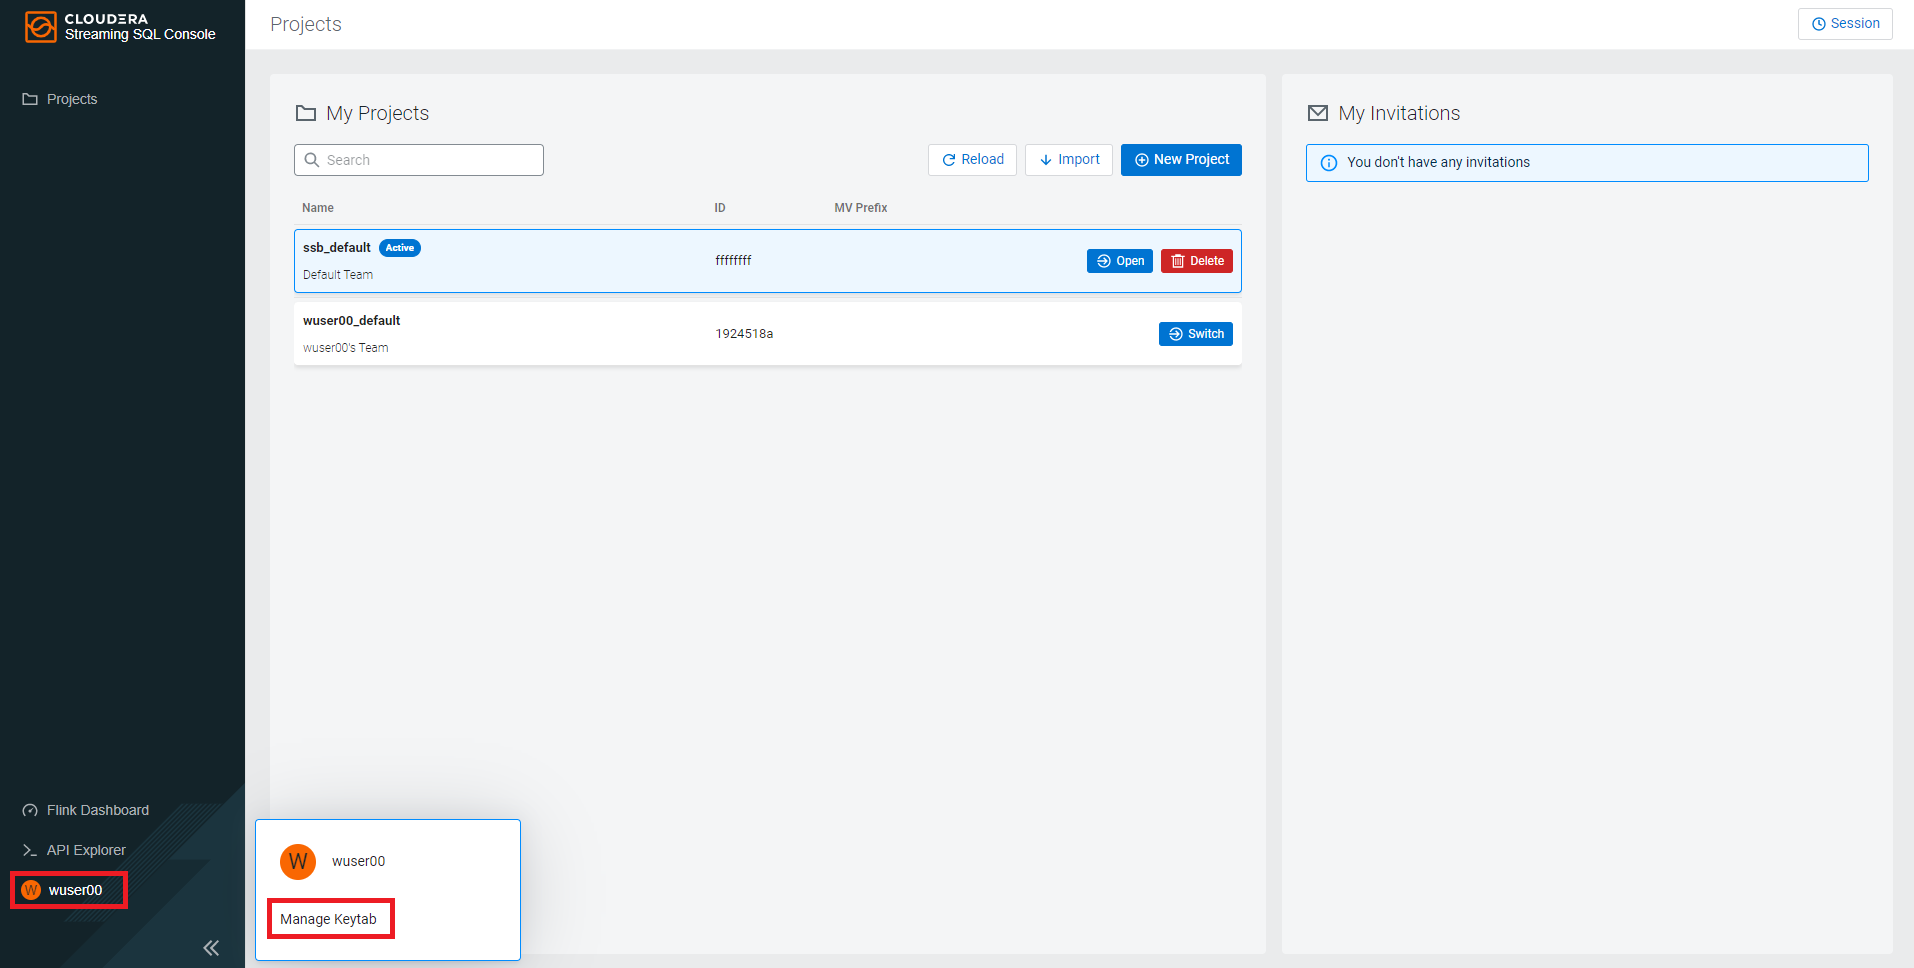 CLOUDERA
Streaming SQL Console
Projects
Session
Projects
My Projects
Search
Reload
Import
New Project
Name
ID
MV Prefix
ssb_default
Active
Default Team
ffffffff
Open
Delete
wuser00_default
wuser00's Team
1924518a
Switch
My Invitations
You don't have any invitations
Flink Dashboard
API Explorer
W
wuser00
W
wuser00
Manage Keytab